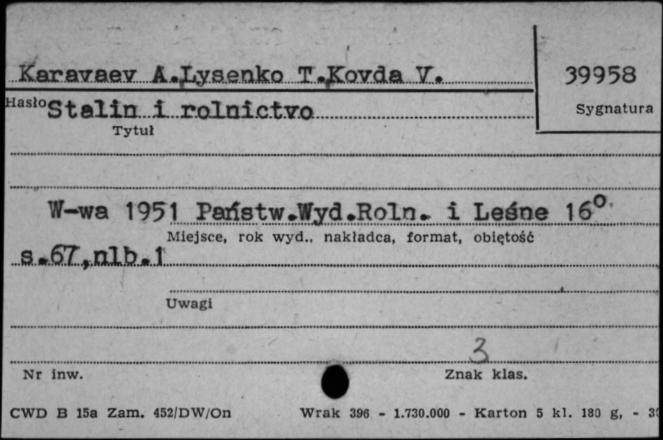 Karavaev A.Lysenko T.Kovda V.
39958
Hasło Stalin i rolnictwo
Sygnatura
Tytuł
W-wa 1951 Państw.Wyd.Roln. i Leśne 16°
Miejsce, rok wyd., nakładca, format, obiętość
s.67,nlb.1
Uwagi
3
Nr inw.
Znak klas.
CWD B 15a Zam. 452/DW/On Wrak 396 - 1.730.000 - Karton 5 kl. 180 g, -